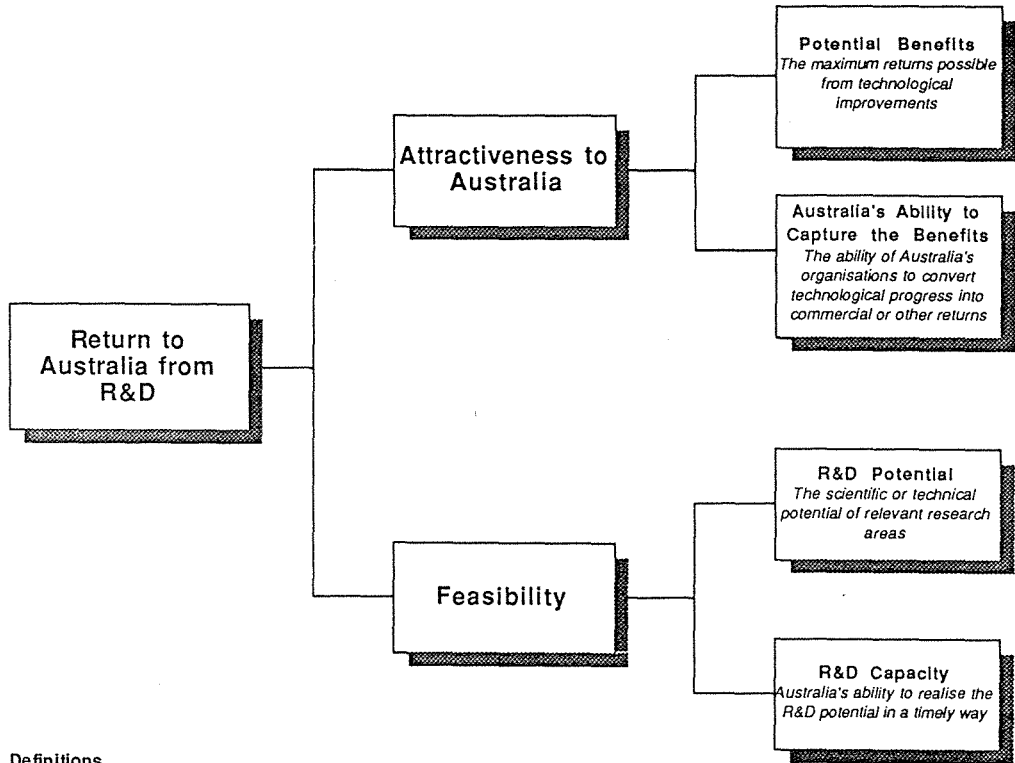 Potential Benefits
The maximum returns possible
from technological
improvements
Attractiveness to
Australia
Australia's Ability to
Capture the Benefits
The ability of Australia's
organisations to convert
technological progress into
commercial or other returns
Return to
Australia from
R&D
R&D Potential
The scientific or technical
potential of relevant research
areas
Feasibility
R&D Capacity
Australia's ability to realise the
R&D potential in a timely way
Definitions